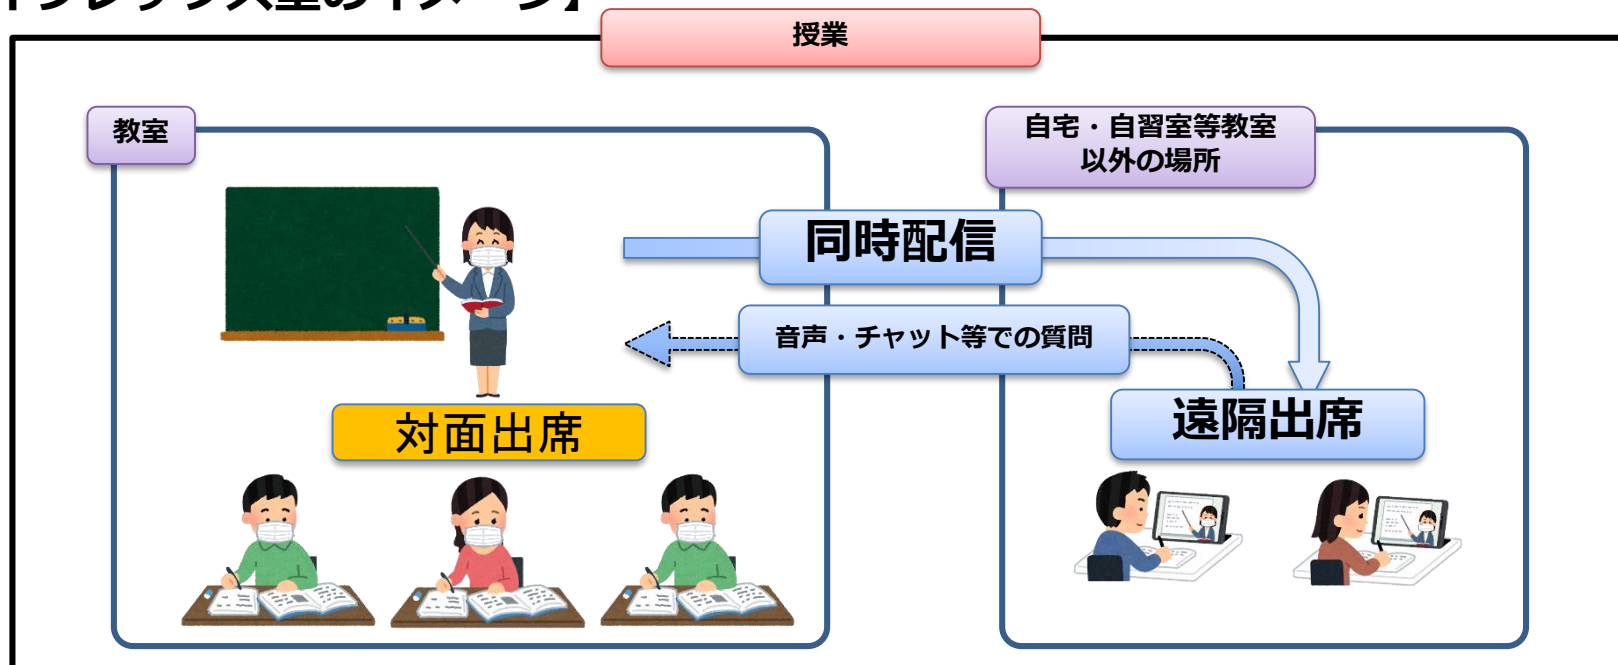 授業
教室
自宅・自習室等教室
以外の場所
同時配信
音声・チャット等での質問
対面出席
遠隔出席